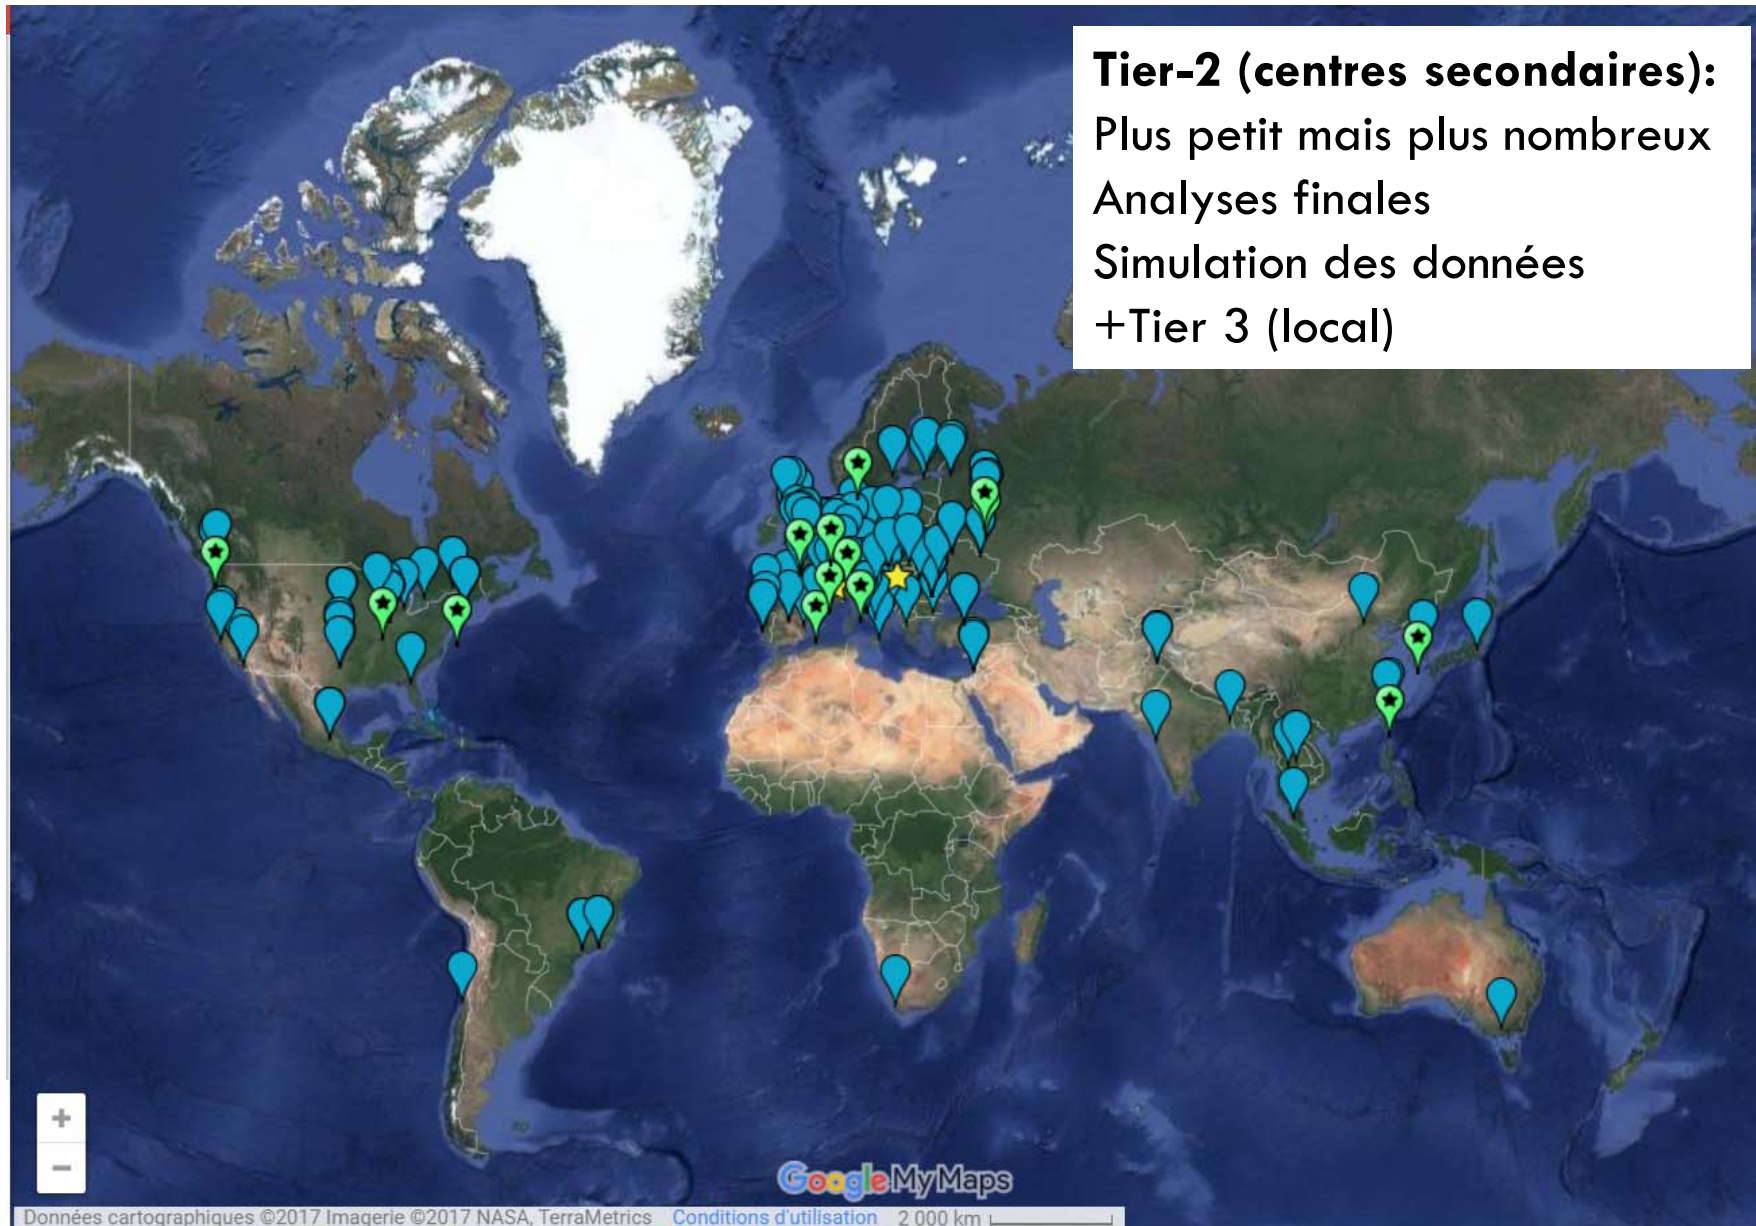 Tier-2 (centres secondaires):
Plus petit mais plus nombreux
Analyses finales
Simulation des données
+Tier 3 (local)
+
−
Google My Maps
Données cartographiques ©2017 Imagerie ©2017 NASA, TerraMetrics Conditions d'utilisation 2 000 km